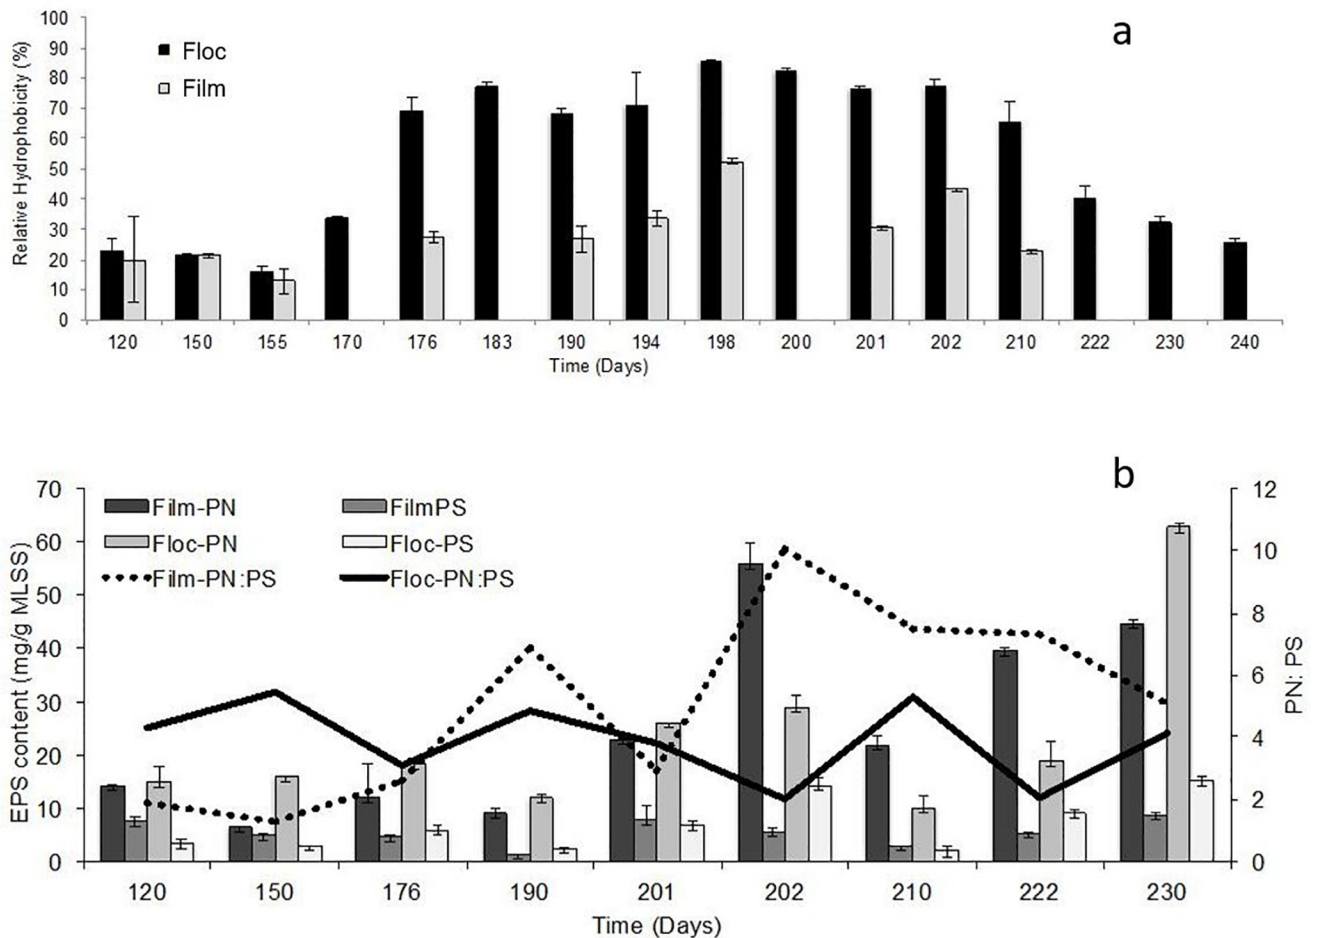 a
Relative Hydrophobicity (%)
100
90
80
70
60
50
40
30
20
10
0
Floc
Film
120 150 155 170 176 183 190 194 198 200 201 202 210 222 230 240
Time (Days)
b
EPS content (mg/g MLSS)
70
60
50
40
30
20
10
0
Film-PN FilmPS
Floc-PN Floc-PS
Film-PN:PS Floc-PN:PS
12
10
8
6
4
2
0
PN: PS
120 150 176 190 201 202 210 222 230
Time (Days)